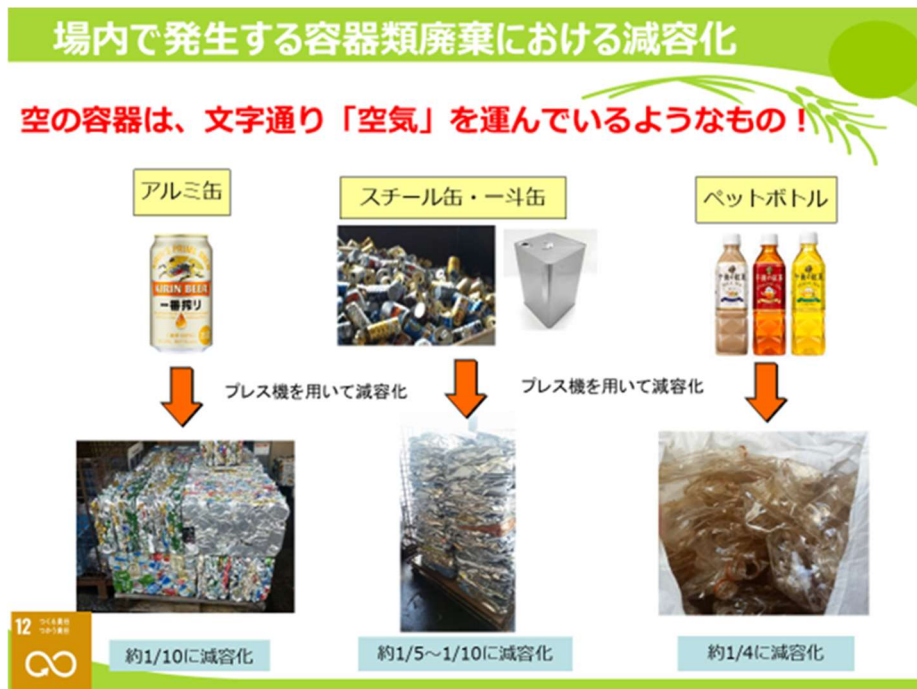 場内で発生する容器類廃棄における減容化
空の容器は、文字通り「空気」を運んでいるようなもの!
アルミ缶
スチール缶・一斗缶
ペットボトル
KIRIN BEER
一番搾り
プレス機を用いて減容化
プレス機を用いて減容化
12 つくる責任
つかう責任
約1/10に減容化
約1/5～1/10に減容化
約1/4に減容化